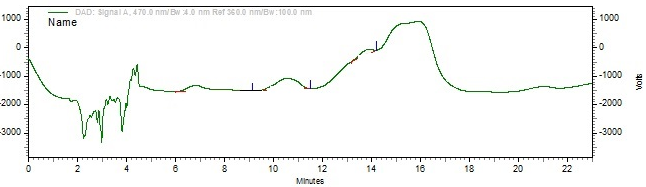 DAD: Signal A, 470.0 nm/Bw:4.0 nm Ref 360.0 nm/Bw:100.0 nm
Name
1000 1000
0 0
-1000 -1000
-2000 -2000
-3000 -3000
Volts
0 2 4 6 8 10 12 14 16 18 20 22
Minutes